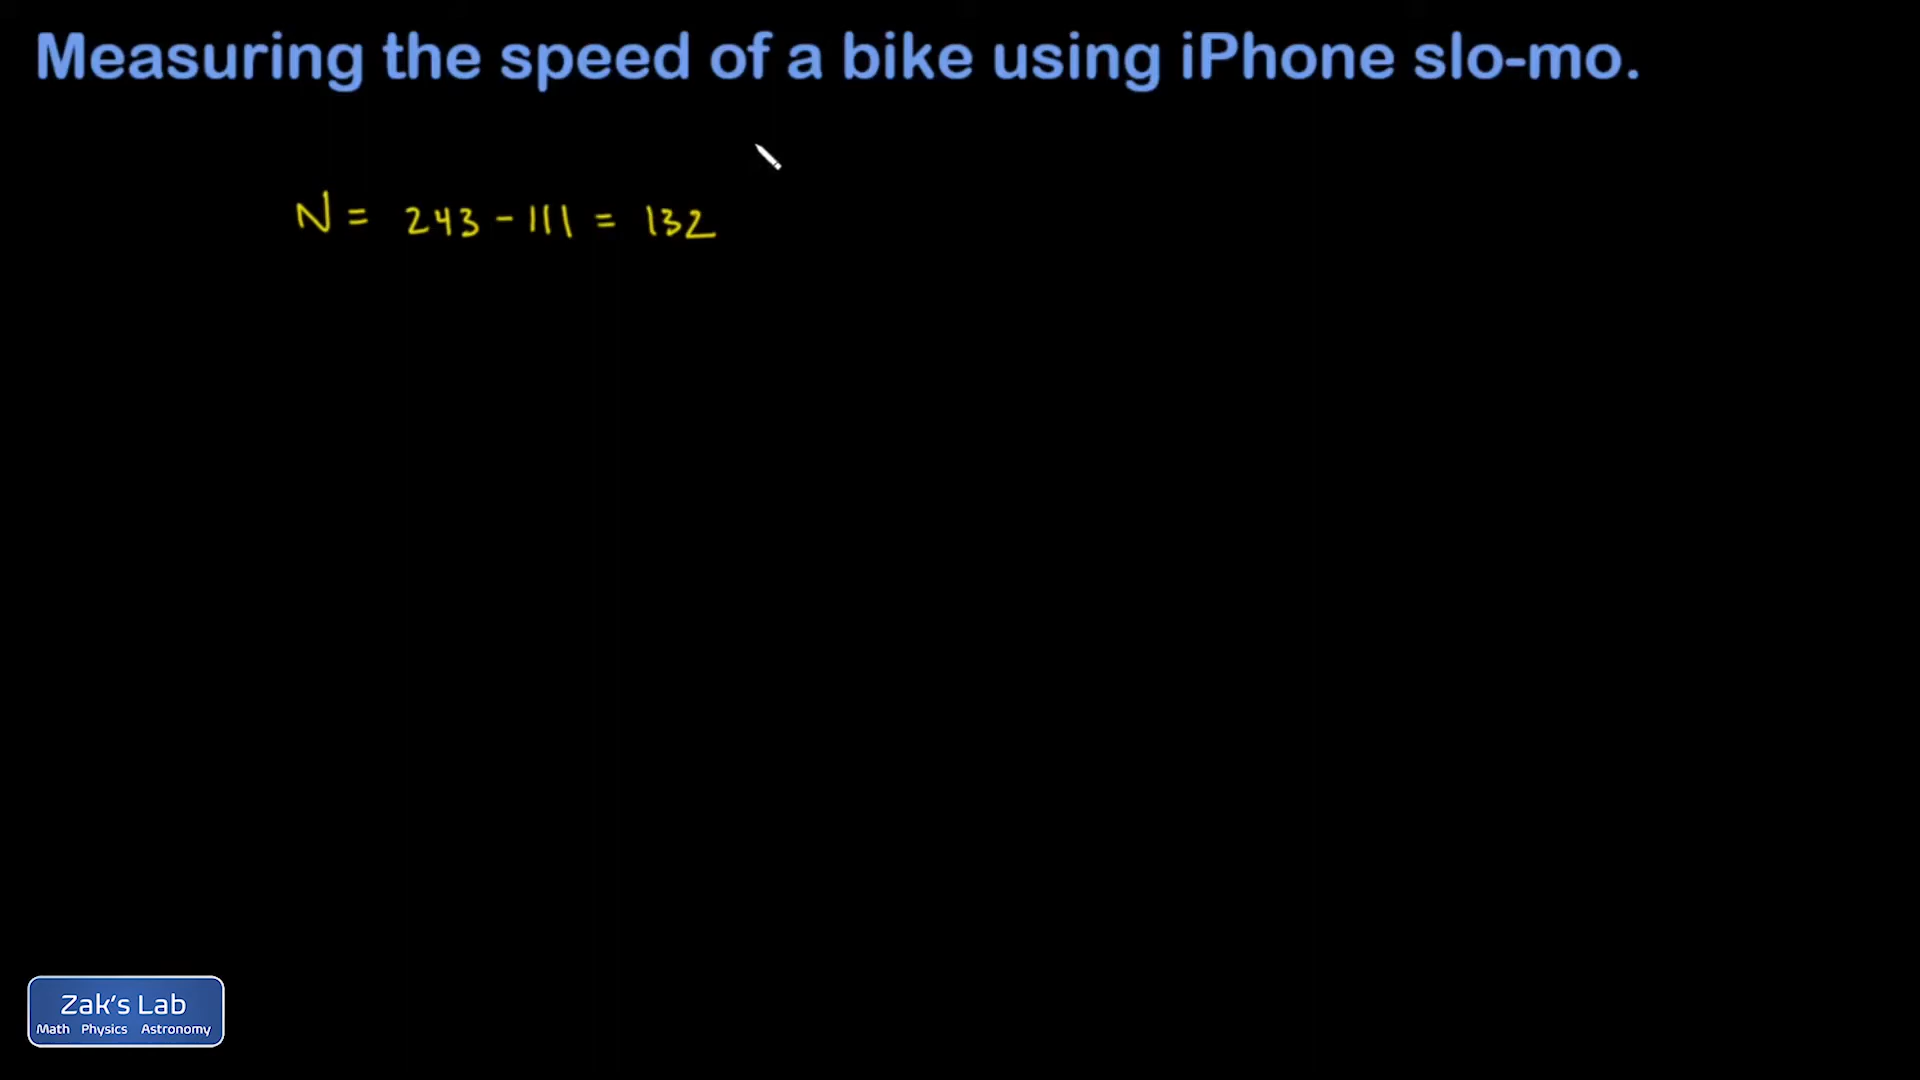 Measuring the speed of a bike using iPhone slo-mo.
N = 243 - 111 = 132
Zak's Lab
Math Physics Astronomy